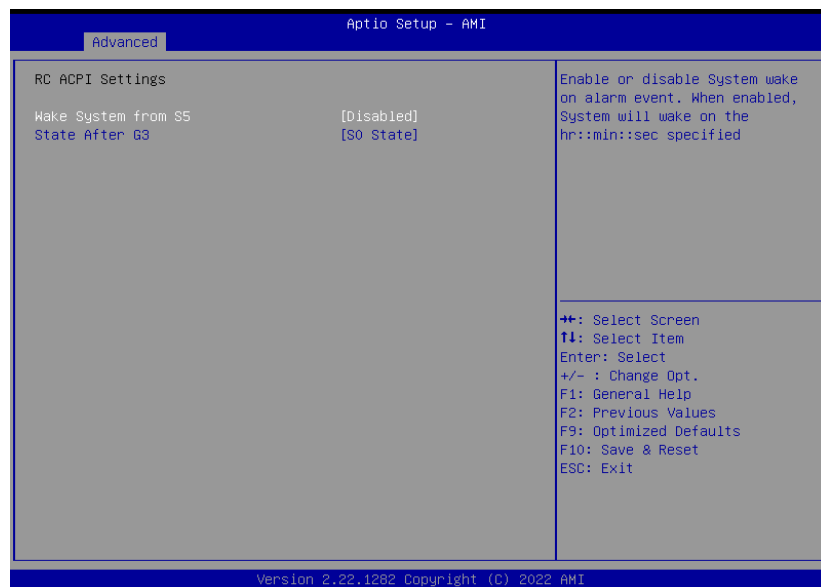 Aptio Setup – AMI
Advanced
RC ACPI Settings
Wake System from S5 [Disabled]
State After G3 [S0 State]
Enable or disable System wake
on alarm event. When enabled,
System will wake on the
hr::min::sec specified
→←: Select Screen
↑↓: Select Item
Enter: Select
+/- : Change Opt.
F1: General Help
F2: Previous Values
F9: Optimized Defaults
F10: Save & Reset
ESC: Exit
Version 2.22.1282 Copyright (C) 2022 AMI